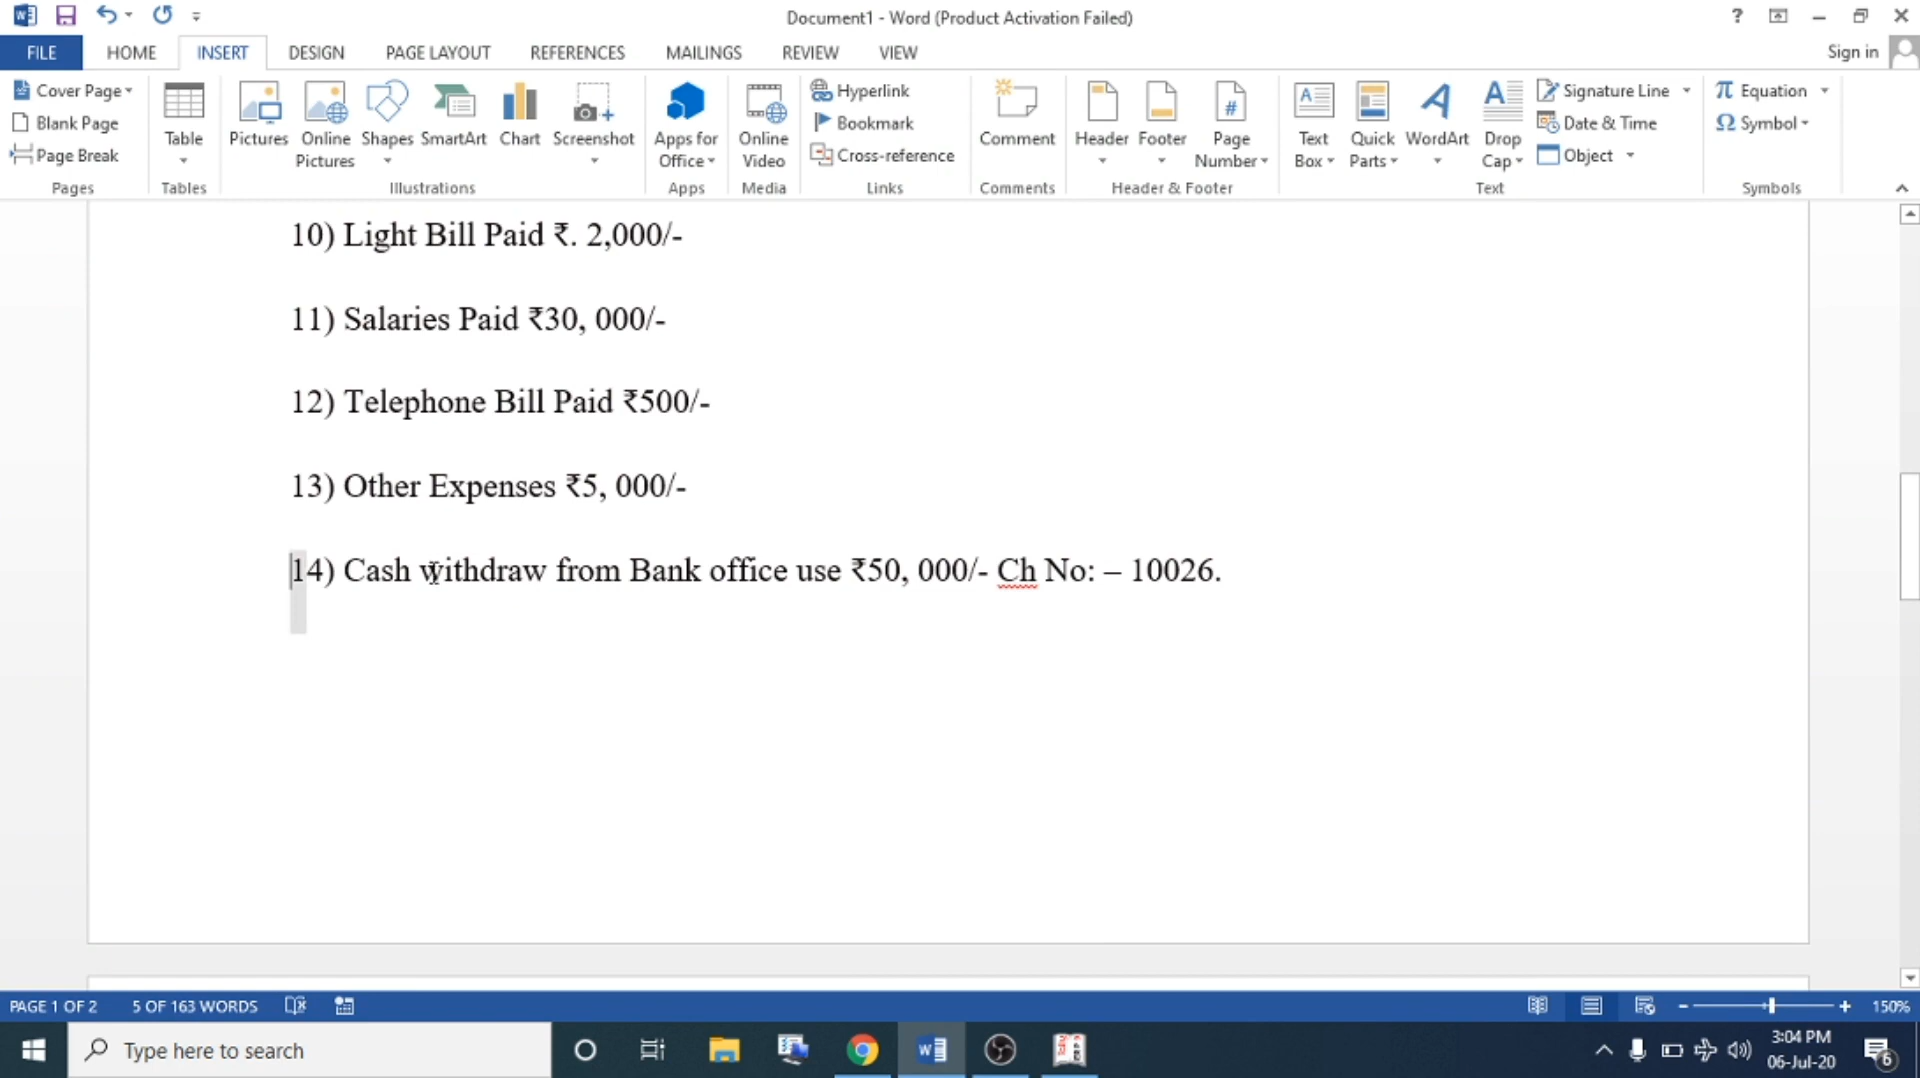 Document1 - Word (Product Activation Failed)
FILE HOME INSERT DESIGN PAGE LAYOUT REFERENCES MAILINGS REVIEW VIEW Sign in
Cover Page
Blank Page
Page Break
Pages
Table
Tables
Pictures
Online Pictures
Shapes
SmartArt
Chart
Screenshot
Illustrations
Apps for Office
Apps
Online Video
Media
Hyperlink
Bookmark
Cross-reference
Links
Comment
Comments
Header
Footer
Page Number
Header & Footer
Text Box
Quick Parts
WordArt
Drop Cap
Signature Line
Date & Time
Object
Text
Equation
Symbol
Symbols
10) Light Bill Paid ₹. 2,000/-
11) Salaries Paid ₹30, 000/-
12) Telephone Bill Paid ₹500/-
13) Other Expenses ₹5, 000/-
14) Cash withdraw from Bank office use ₹50, 000/- Ch No: – 10026.
PAGE 1 OF 2 5 OF 163 WORDS 150%
Type here to search
3:04 PM
06-Jul-20
6